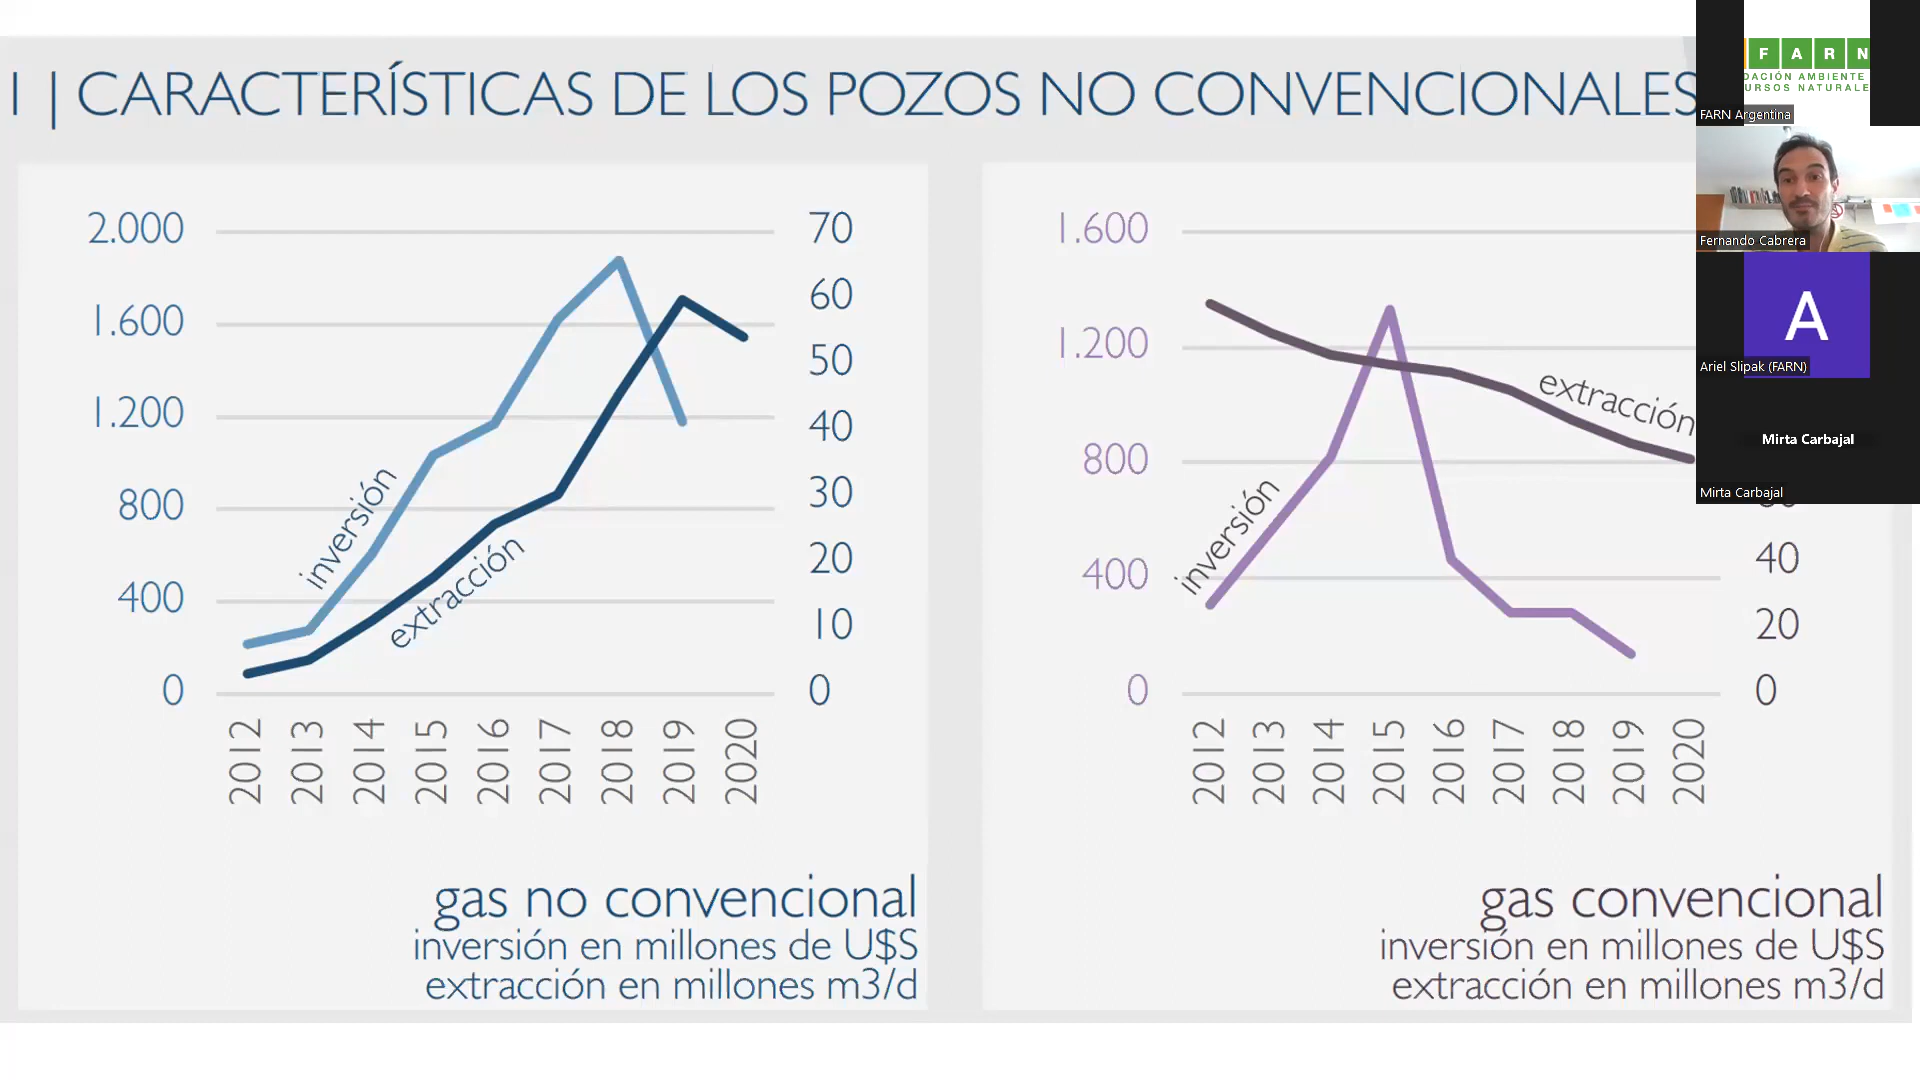 I | CARACTERÍSTICAS DE LOS POZOS NO CONVENCIONALES
2.000
1.600
1.200
800
400
0
70
60
50
40
30
20
10
0
inversión
extracción
2012
2013
2014
2015
2016
2017
2018
2019
2020
gas no convencional
inversión en millones de U$S
extracción en millones m3/d
1.600
1.200
800
400
0
40
20
0
inversión
extracción
2012
2013
2014
2015
2016
2017
2018
2019
2020
gas convencional
inversión en millones de U$S
extracción en millones m3/d
FARN
DACIÓN AMBIENTE
URSOS NATURALE
FARN Argentina
Fernando Cabrera
A
Ariel Slipak (FARN)
Mirta Carbajal
Mirta Carbajal